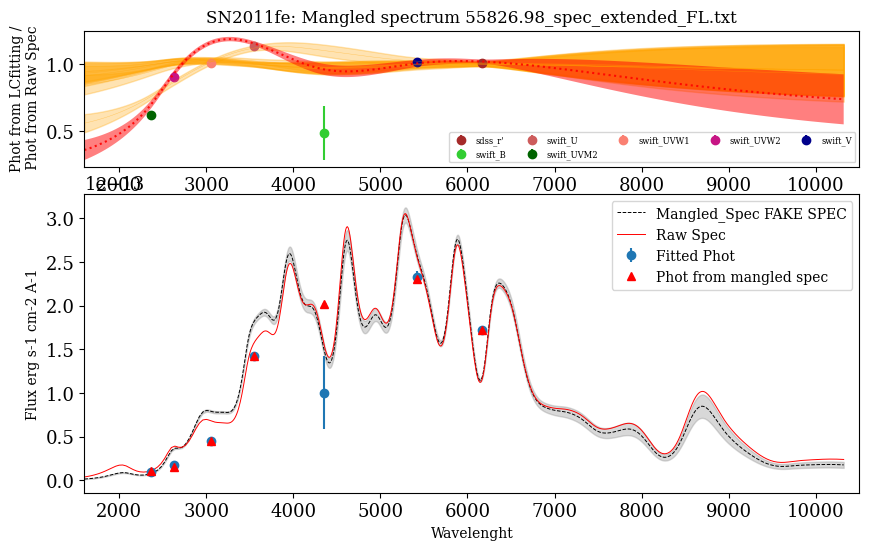 SN2011fe: Mangled spectrum 55826.98_spec_extended_FL.txt
Phot from LCfitting /
Phot from Raw Spec
1.0
0.5
sdss_r'
swift_B
swift_U
swift_UVM2
swift_UVW1
swift_UVW2
swift_V
2000 3000 4000 5000 6000 7000 8000 9000 10000
1e−13
Flux erg s-1 cm-2 A-1
3.0
2.5
2.0
1.5
1.0
0.5
0.0
Mangled_Spec FAKE SPEC
Raw Spec
Fitted Phot
Phot from mangled spec
2000 3000 4000 5000 6000 7000 8000 9000 10000
Wavelenght